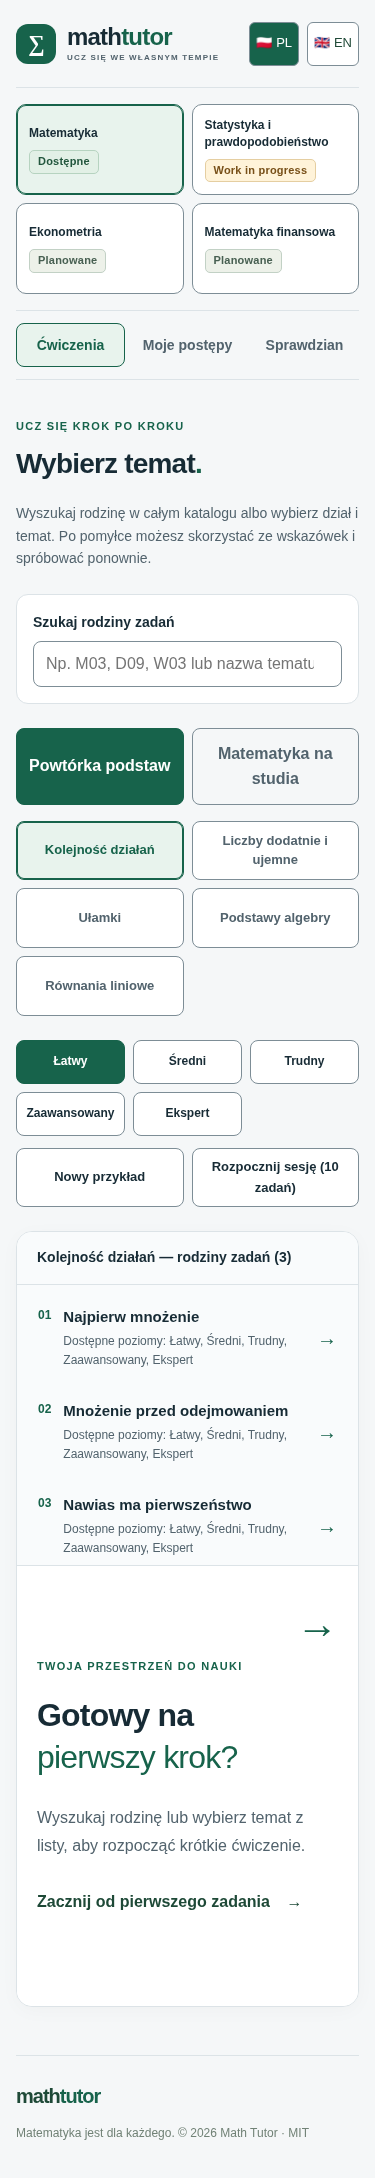 ∑ mathtutor
UCZ SIĘ WE WŁASNYM TEMPIE
🇵🇱 PL
🇬🇧 EN
Matematyka
Dostępne
Statystyka i
prawdopodobieństwo
Work in progress
Ekonometria
Planowane
Matematyka finansowa
Planowane
Ćwiczenia
Moje postępy
Sprawdzian
UCZ SIĘ KROK PO KROKU
Wybierz temat.
Wyszukaj rodzinę w całym katalogu albo wybierz dział i
temat. Po pomyłce możesz skorzystać ze wskazówek i
spróbować ponownie.
Szukaj rodziny zadań
Np. M03, D09, W03 lub nazwa tematu
Powtórka podstaw
Matematyka na
studia
Kolejność działań
Liczby dodatnie i
ujemne
Ułamki
Podstawy algebry
Równania liniowe
Łatwy
Średni
Trudny
Zaawansowany
Ekspert
Nowy przykład
Rozpocznij sesję (10
zadań)
Kolejność działań — rodziny zadań (3)
01 Najpierw mnożenie
Dostępne poziomy: Łatwy, Średni, Trudny,
Zaawansowany, Ekspert
→
02 Mnożenie przed odejmowaniem
Dostępne poziomy: Łatwy, Średni, Trudny,
Zaawansowany, Ekspert
→
03 Nawias ma pierwszeństwo
Dostępne poziomy: Łatwy, Średni, Trudny,
Zaawansowany, Ekspert
→
→
TWOJA PRZESTRZEŃ DO NAUKI
Gotowy na
pierwszy krok?
Wyszukaj rodzinę lub wybierz temat z
listy, aby rozpocząć krótkie ćwiczenie.
Zacznij od pierwszego zadania →
mathtutor
Matematyka jest dla każdego. © 2026 Math Tutor · MIT